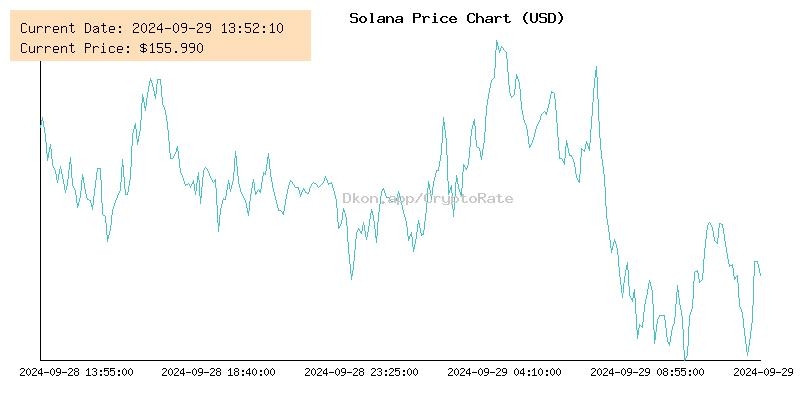 Solana Price Chart (USD)
Current Date: 2024-09-29 13:52:10
Current Price: $155.990
Dkon.app/CryptoRate
2024-09-28 13:55:00 2024-09-28 18:40:00 2024-09-28 23:25:00 2024-09-29 04:10:00 2024-09-29 08:55:00 2024-09-29